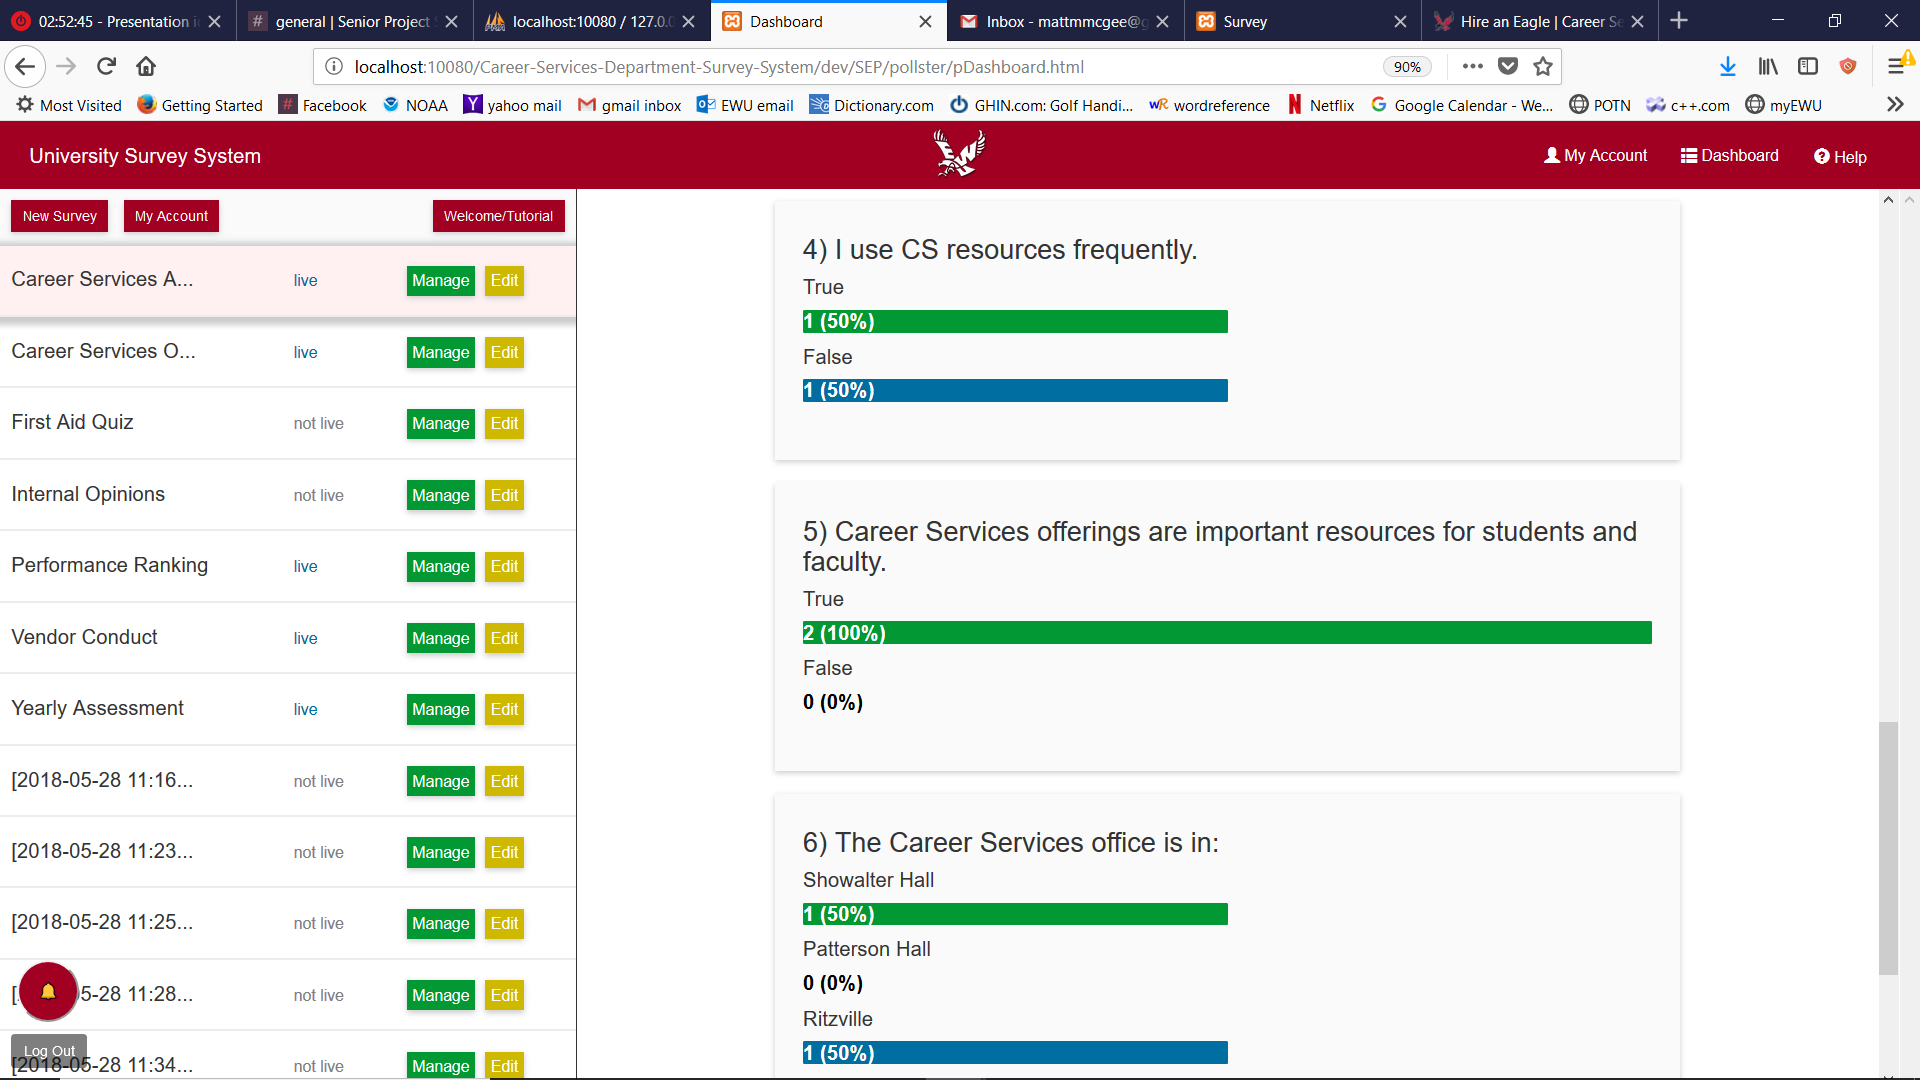 02:52:45 - Presentation
general | Senior Project
localhost:10080 / 127.0.
Dashboard
Inbox - mattmmcgee@
Survey
Hire an Eagle | Career Se
localhost:10080/Career-Services-Department-Survey-System/dev/SEP/pollster/pDashboard.html
90%
Most Visited
Getting Started
Facebook
NOAA
yahoo mail
gmail inbox
EWU email
Dictionary.com
GHIN.com: Golf Handi...
wordreference
Netflix
Google Calendar - We...
POTN
c++.com
myEWU
University Survey System
My Account
Dashboard
Help
New Survey
My Account
Welcome/Tutorial
Career Services A... live Manage Edit
Career Services O... live Manage Edit
First Aid Quiz not live Manage Edit
Internal Opinions not live Manage Edit
Performance Ranking live Manage Edit
Vendor Conduct live Manage Edit
Yearly Assessment live Manage Edit
[2018-05-28 11:16... not live Manage Edit
[2018-05-28 11:23... not live Manage Edit
[2018-05-28 11:25... not live Manage Edit
5-28 11:28... not live Manage Edit
Log Out
[2018-05-28 11:34... not live Manage Edit
4) I use CS resources frequently.
True
1 (50%)
False
1 (50%)
5) Career Services offerings are important resources for students and
faculty.
True
2 (100%)
False
0 (0%)
6) The Career Services office is in:
Showalter Hall
1 (50%)
Patterson Hall
0 (0%)
Ritzville
1 (50%)